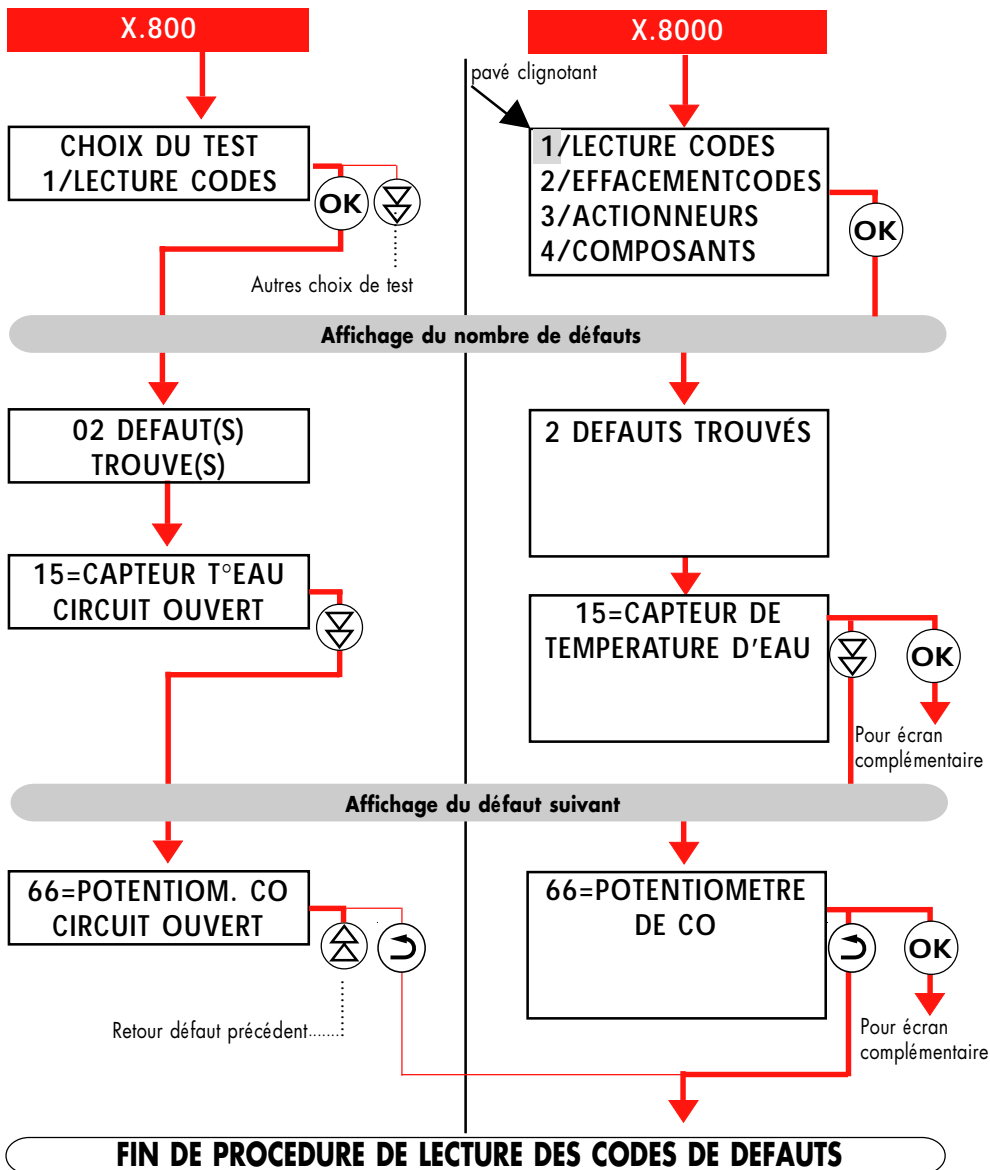 X.800
X.8000
pavé clignotant
CHOIX DU TEST
1/LECTURE CODES
OK
Autres choix de test
1/LECTURE CODES
2/EFFACEMENTCODES
3/ACTIONNEURS
4/COMPOSANTS
OK
Affichage du nombre de défauts
02 DEFAUT(S)
TROUVE(S)
2 DEFAUTS TROUVÉS
15=CAPTEUR T°EAU
CIRCUIT OUVERT
15=CAPTEUR DE
TEMPERATURE D'EAU
OK
Pour écran
complémentaire
Affichage du défaut suivant
66=POTENTIOM. CO
CIRCUIT OUVERT
Retour défaut précédent
66=POTENTIOMETRE
DE CO
OK
Pour écran
complémentaire
FIN DE PROCEDURE DE LECTURE DES CODES DE DEFAUTS